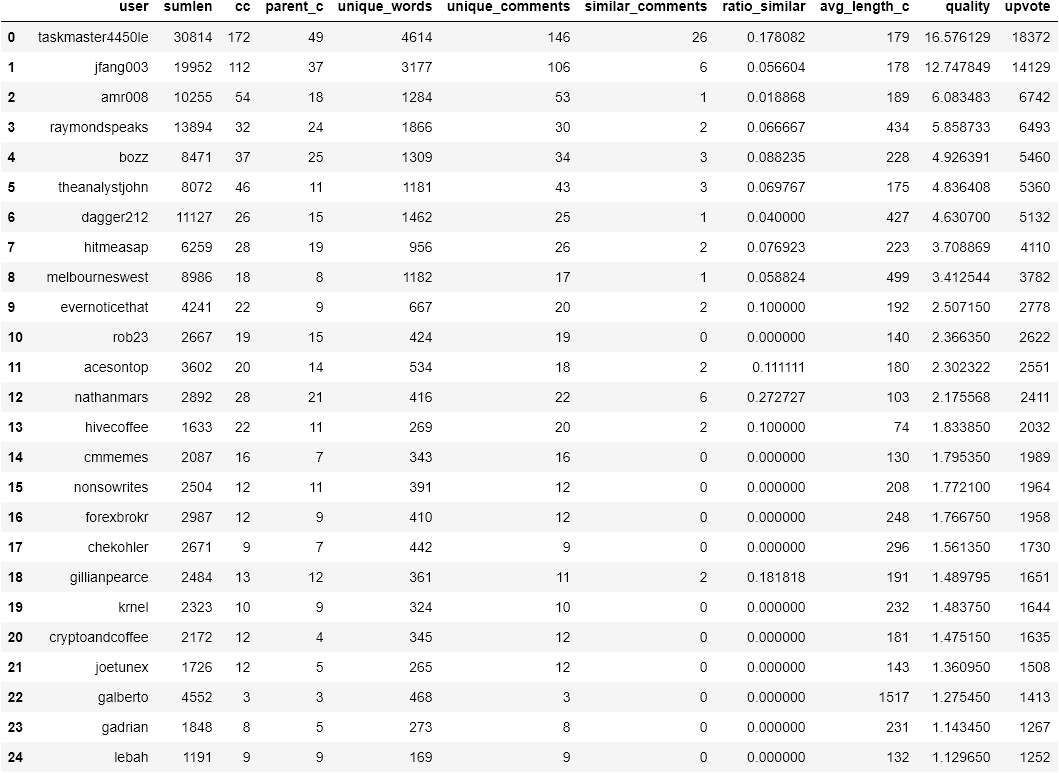 user sumlen cc parent_c unique_words unique_comments similar_comments ratio_similar avg_length_c quality upvote
0 taskmaster4450le 30814 172 49 4614 146 26 0.178082 179 16.576129 18372
1 jfang003 19952 112 37 3177 106 6 0.056604 178 12.747849 14129
2 amr008 10255 54 18 1284 53 1 0.018868 189 6.083483 6742
3 raymondspeaks 13894 32 24 1866 30 2 0.066667 434 5.858733 6493
4 bozz 8471 37 25 1309 34 3 0.088235 228 4.926391 5460
5 theanalystjohn 8072 46 11 1181 43 3 0.069767 175 4.836408 5360
6 dagger212 11127 26 15 1462 25 1 0.040000 427 4.630700 5132
7 hitmeasap 6259 28 19 956 26 2 0.076923 223 3.708869 4110
8 melbourneswest 8986 18 8 1182 17 1 0.058824 499 3.412544 3782
9 evernoticethat 4241 22 9 667 20 2 0.100000 192 2.507150 2778
10 rob23 2667 19 15 424 19 0 0.000000 140 2.366350 2622
11 acesontop 3602 20 14 534 18 2 0.111111 180 2.302322 2551
12 nathanmars 2892 28 21 416 22 6 0.272727 103 2.175568 2411
13 hivecoffee 1633 22 11 269 20 2 0.100000 74 1.833850 2032
14 cmmemes 2087 16 7 343 16 0 0.000000 130 1.795350 1989
15 nonsowrites 2504 12 11 391 12 0 0.000000 208 1.772100 1964
16 forexbrokr 2987 12 9 410 12 0 0.000000 248 1.766750 1958
17 chekohler 2671 9 7 442 9 0 0.000000 296 1.561350 1730
18 gillianpearce 2484 13 12 361 11 2 0.181818 191 1.489795 1651
19 krnel 2323 10 9 324 10 0 0.000000 232 1.483750 1644
20 cryptoandcoffee 2172 12 4 345 12 0 0.000000 181 1.475150 1635
21 joetunex 1726 12 5 265 12 0 0.000000 143 1.360950 1508
22 galberto 4552 3 3 468 3 0 0.000000 1517 1.275450 1413
23 gadrian 1848 8 5 273 8 0 0.000000 231 1.143450 1267
24 lebah 1191 9 9 169 9 0 0.000000 132 1.129650 1252